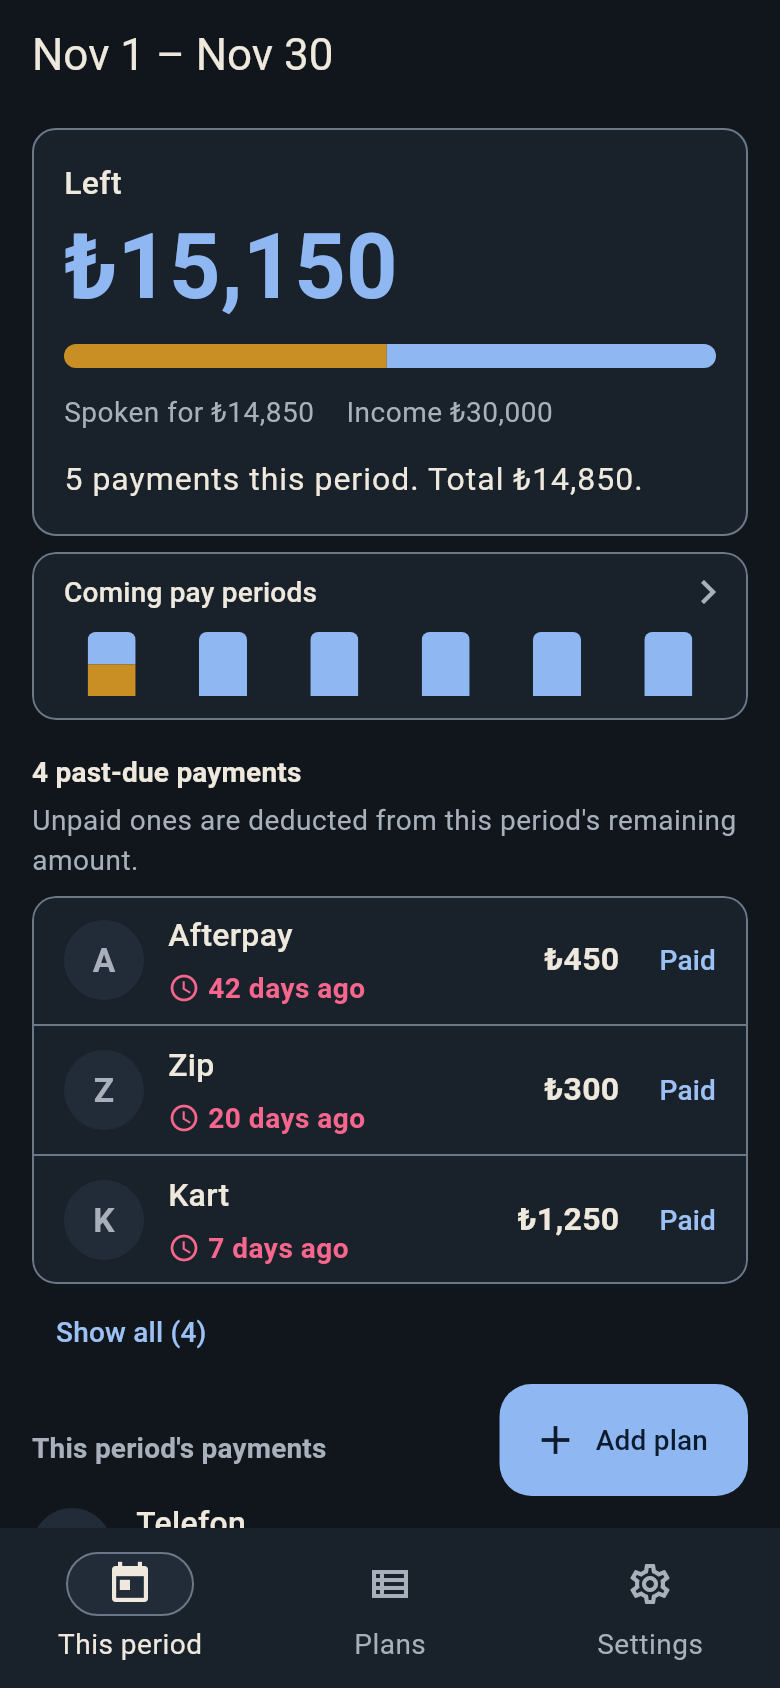 Nov 1 – Nov 30
Left
₺15,150
Spoken for ₺14,850 Income ₺30,000
5 payments this period. Total ₺14,850.
Coming pay periods
4 past-due payments
Unpaid ones are deducted from this period's remaining
amount.
A
Afterpay
42 days ago
₺450
Paid
Z
Zip
20 days ago
₺300
Paid
K
Kart
7 days ago
₺1,250
Paid
Show all (4)
This period's payments
Add plan
Telefon
This period
Plans
Settings